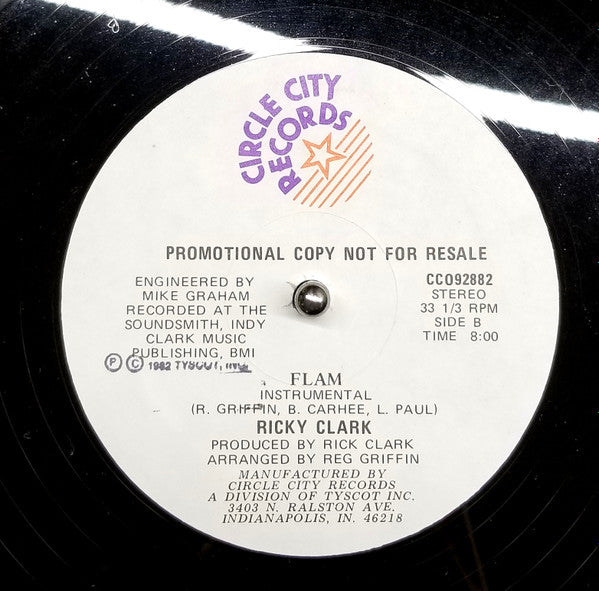 CIRCLE CITY
RECORDS
PROMOTIONAL COPY NOT FOR RESALE
ENGINEERED BY
MIKE GRAHAM
RECORDED AT THE
SOUNDSMITH, INDY
CLARK MUSIC
PUBLISHING, BMI
Ⓟ Ⓒ 1982 TYSCOT, INC.
CC092882
STEREO
33 1/3 RPM
SIDE B
TIME 8:00
FLAM
INSTRUMENTAL
(R. GRIFFIN, B. CARHEE, L. PAUL)
RICKY CLARK
PRODUCED BY RICK CLARK
ARRANGED BY REG GRIFFIN
MANUFACTURED BY
CIRCLE CITY RECORDS
A DIVISION OF TYSCOT INC.
3403 N. RALSTON AVE.
INDIANAPOLIS, IN. 46218